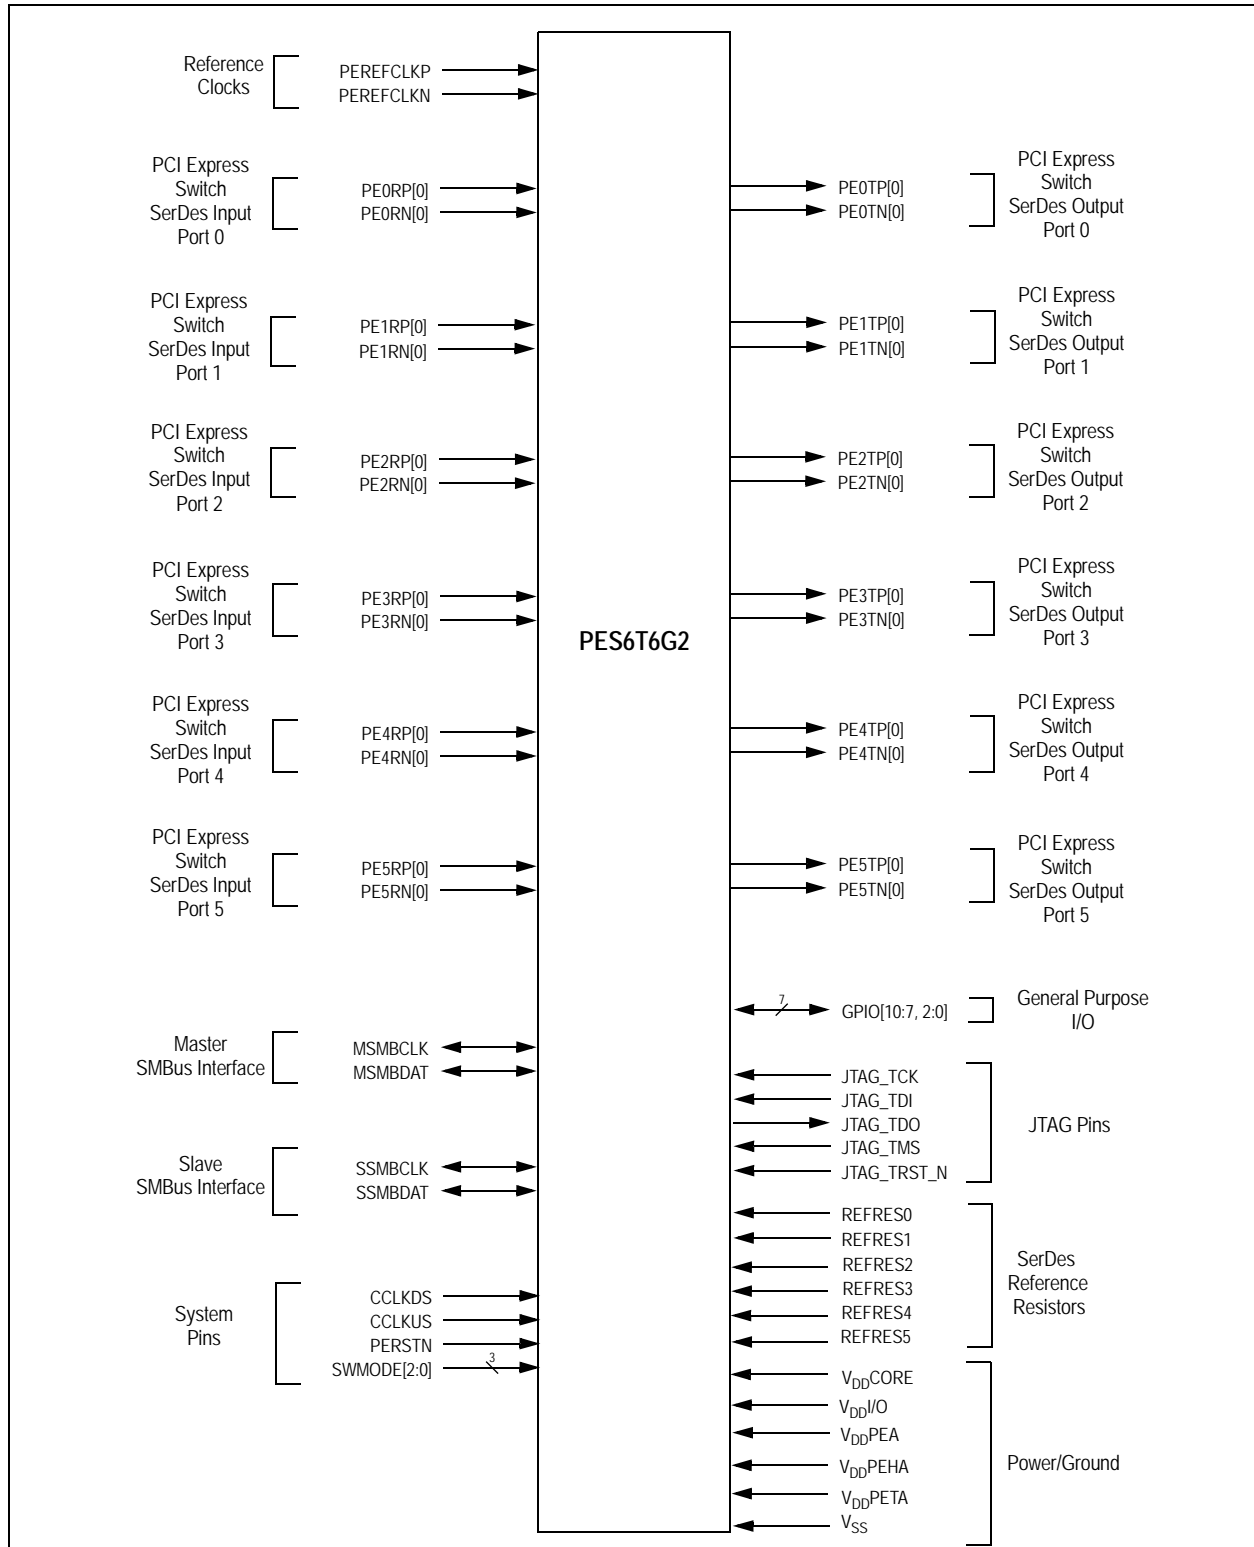 Reference
Clocks
PEREFCLKP
PEREFCLKN
PCI Express
Switch
SerDes Input
Port 0
PE0RP[0]
PE0RN[0]
PE0TP[0]
PE0TN[0]
PCI Express
Switch
SerDes Output
Port 0
PCI Express
Switch
SerDes Input
Port 1
PE1RP[0]
PE1RN[0]
PE1TP[0]
PE1TN[0]
PCI Express
Switch
SerDes Output
Port 1
PCI Express
Switch
SerDes Input
Port 2
PE2RP[0]
PE2RN[0]
PE2TP[0]
PE2TN[0]
PCI Express
Switch
SerDes Output
Port 2
PCI Express
Switch
SerDes Input
Port 3
PE3RP[0]
PE3RN[0]
PES6T6G2
PE3TP[0]
PE3TN[0]
PCI Express
Switch
SerDes Output
Port 3
PCI Express
Switch
SerDes Input
Port 4
PE4RP[0]
PE4RN[0]
PE4TP[0]
PE4TN[0]
PCI Express
Switch
SerDes Output
Port 4
PCI Express
Switch
SerDes Input
Port 5
PE5RP[0]
PE5RN[0]
PE5TP[0]
PE5TN[0]
PCI Express
Switch
SerDes Output
Port 5
7
GPIO[10:7, 2:0]
General Purpose
I/O
Master
SMBus Interface
MSMBCLK
MSMBDAT
JTAG_TCK
JTAG_TDI
JTAG_TDO
JTAG_TMS
JTAG_TRST_N
JTAG Pins
Slave
SMBus Interface
SSMBCLK
SSMBDAT
REFRES0
REFRES1
REFRES2
REFRES3
REFRES4
REFRES5
SerDes
Reference
Resistors
System
Pins
CCLKDS
CCLKUS
PERSTN
SWMODE[2:0]
3
VDDCORE
VDDI/O
VDDPEA
VDDPEHA
VDDPETA
VSS
Power/Ground